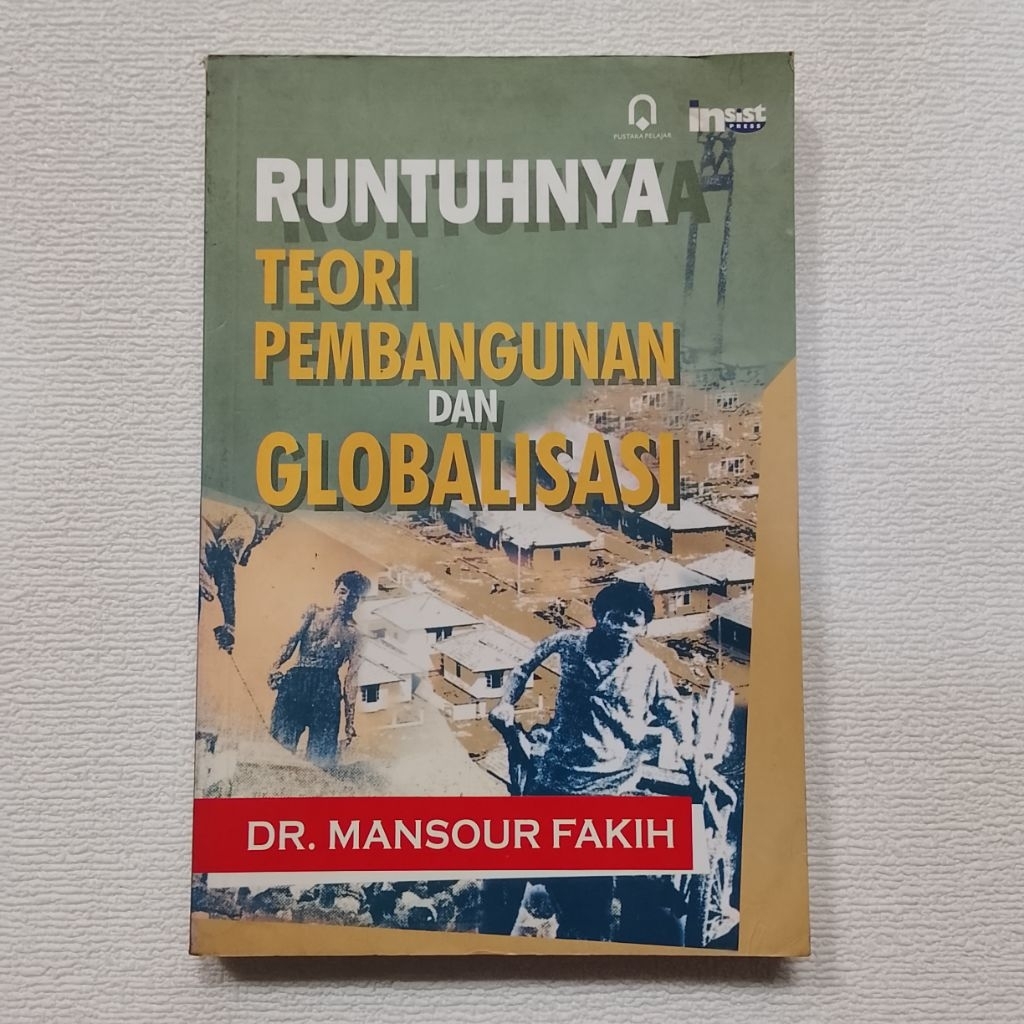 PUSTAKA PELAJAR
insist
PRESS
RUNTUHNYA
TEORI
PEMBANGUNAN
DAN
GLOBALISASI
DR. MANSOUR FAKIH